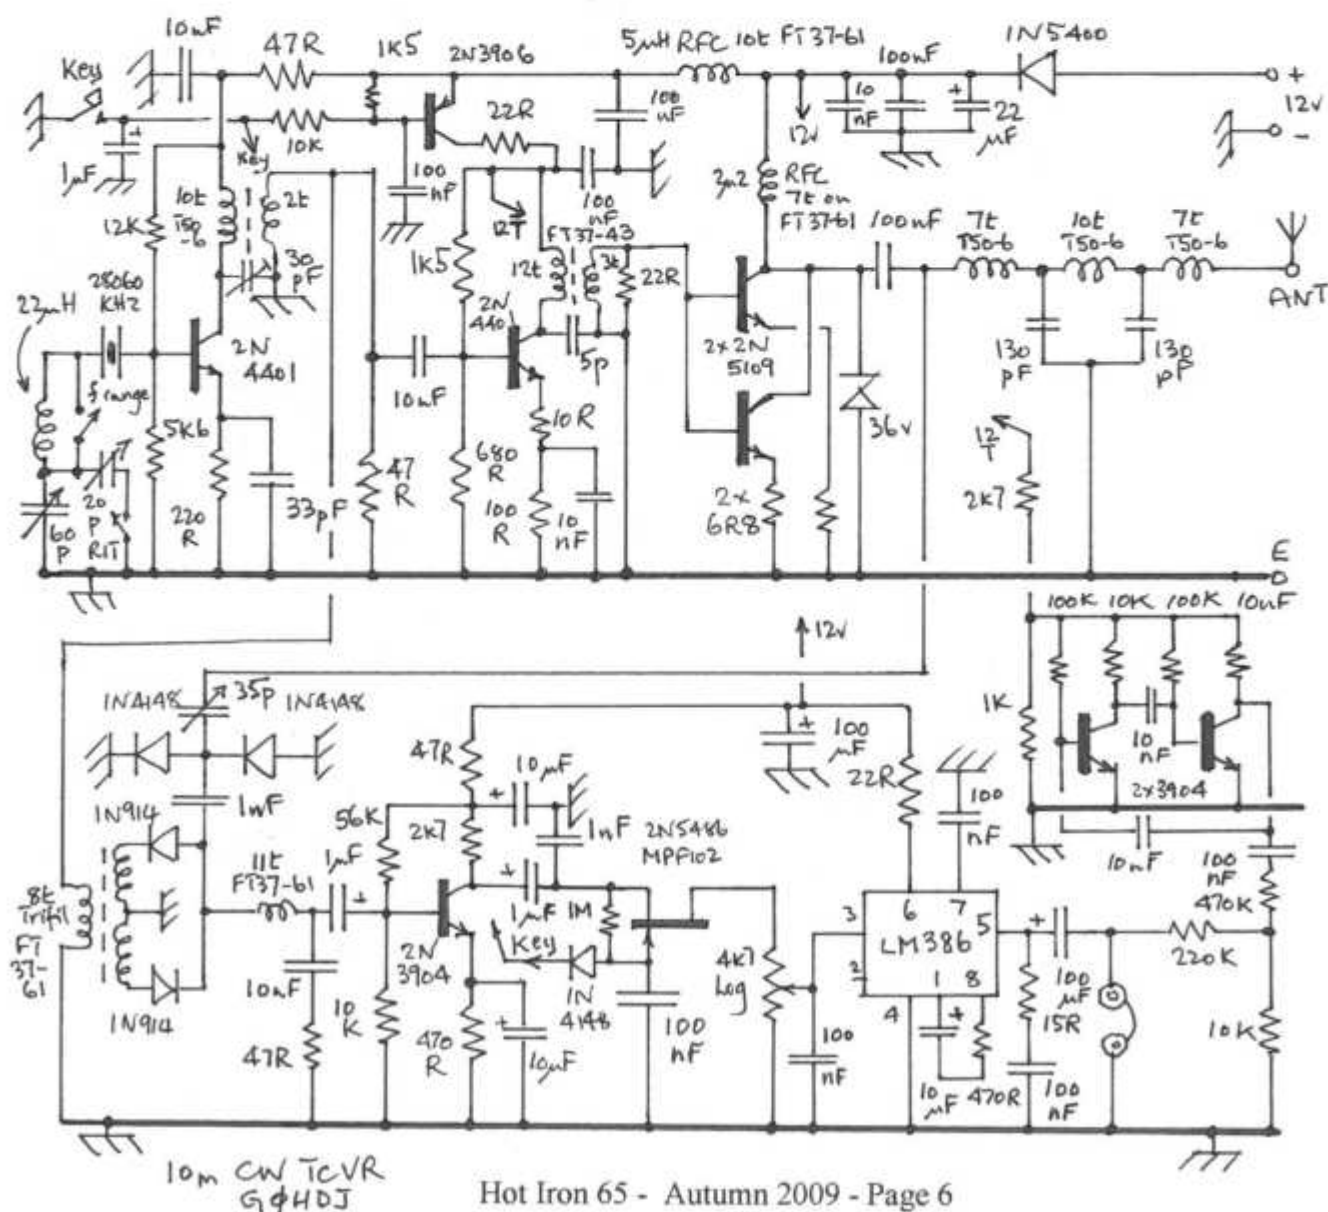 10nF
47R
1K5
2N3906
5µH RFC 10t FT37-61
100nF
1N5400
+
12v
-
Key
22R
100
nF
10
nF
12v
+
22
µF
+
1µF
Key
10K
100
nF
100
nF
12T
3µ2
RFC
7t on
FT37-61
100nF
7t
T50-6
10t
T50-6
7t
T50-6
ANT
12K
10t
T50
-6
2t
30
pF
1K5
FT37-43
12t
3t
22R
22µH
28060
KHz
2N
4401
2N
440
5p
2x2N
5109
130
pF
130
pF
f range
10nF
36v
5K6
10R
12
T
2K7
60
P
20
P
RIT
220
R
33pF
47
R
680
R
100
R
10
nF
2x
6R8
E
100K 10K 100K 10nF
12v
1N4148
35p
1N4148
47R
+
10µF
+
100
µF
22R
1K
10
nF
2x3904
1N914
1nF
56K
2K7
1nF
2N5486
MPF102
100
nF
10nF
100
nF
470K
8t
Trifil
FT
37-
61
11t
FT37-61
1µF
+
+
1µF
1M
Key
2N
3904
1N
4148
4K7
Log
3
2
6
7
5
LM386
1
8
4
+
100
µF
220K
1N914
10nF
47R
10
K
470
R
+
10µF
100
nF
100
nF
+
10
µF
470R
15R
100
nF
10K
10m CW TCVR
GØHDJ
Hot Iron 65 - Autumn 2009 - Page 6